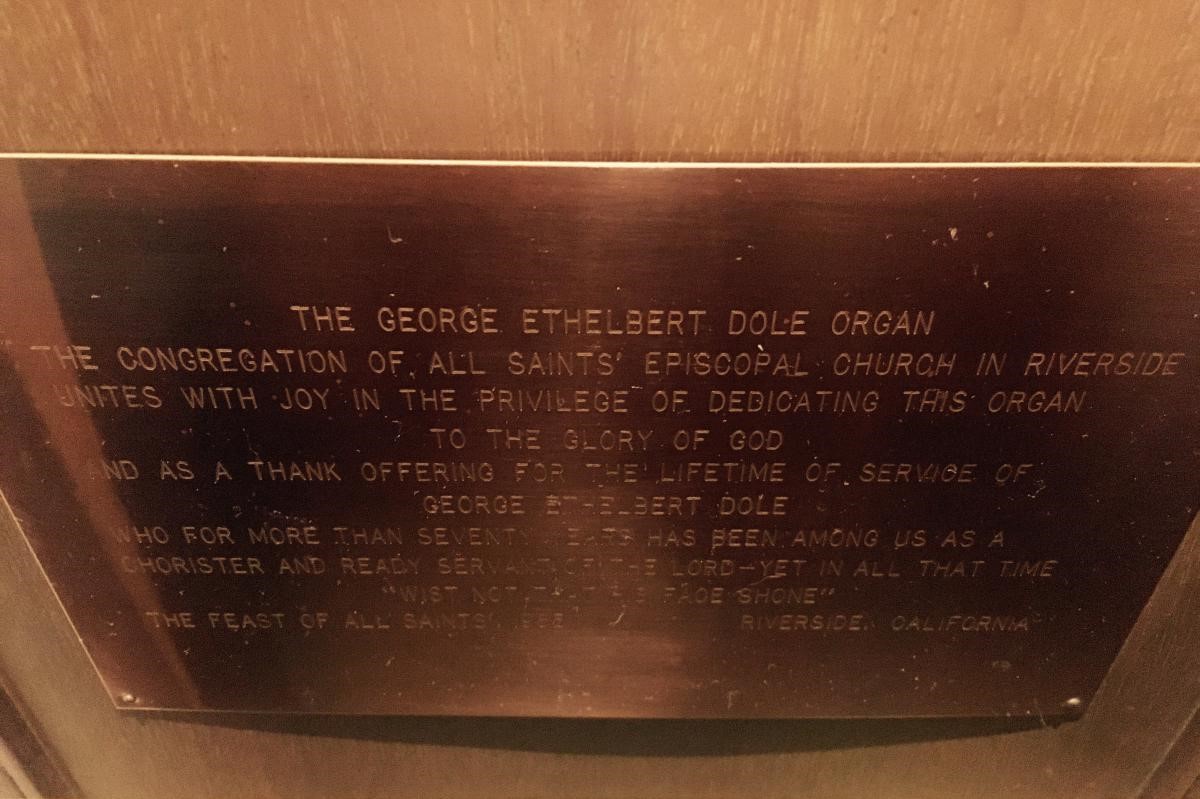 THE GEORGE ETHELBERT DOLE ORGAN
THE CONGREGATION OF ALL SAINTS' EPISCOPAL CHURCH IN RIVERSIDE
UNITES WITH JOY IN THE PRIVILEGE OF DEDICATING THIS ORGAN
TO THE GLORY OF GOD
AND AS A THANK OFFERING FOR THE LIFETIME OF SERVICE OF
GEORGE ETHELBERT DOLE
WHO FOR MORE THAN SEVENTY YEARS HAS BEEN AMONG US AS A
CHORISTER AND READY SERVANT OF THE LORD—YET IN ALL THAT TIME
"WIST NOT THAT HIS FACE SHONE"
THE FEAST OF ALL SAINTS', RIVERSIDE, CALIFORNIA